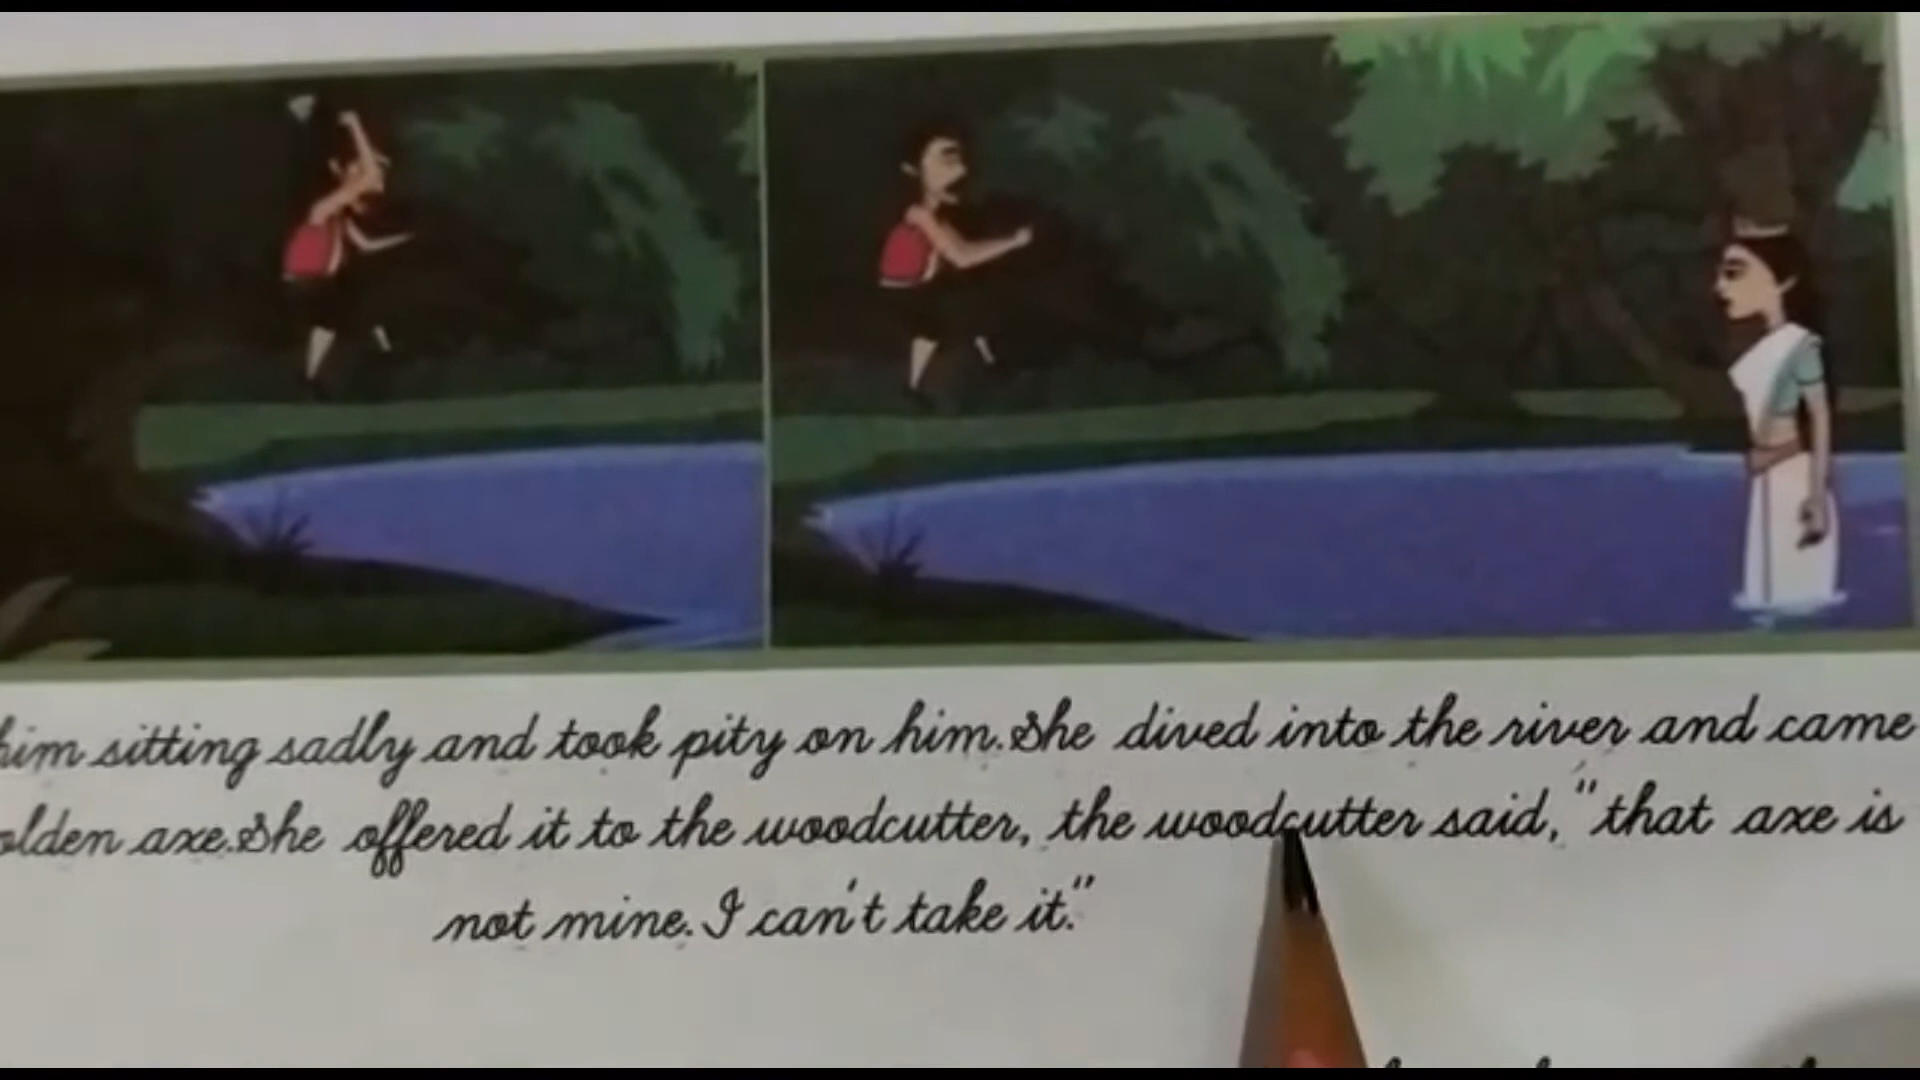 him sitting sadly and took pity on him. She dived into the river and came
olden axe. She offered it to the woodcutter, the woodcutter said, "that axe is
not mine. I can't take it."